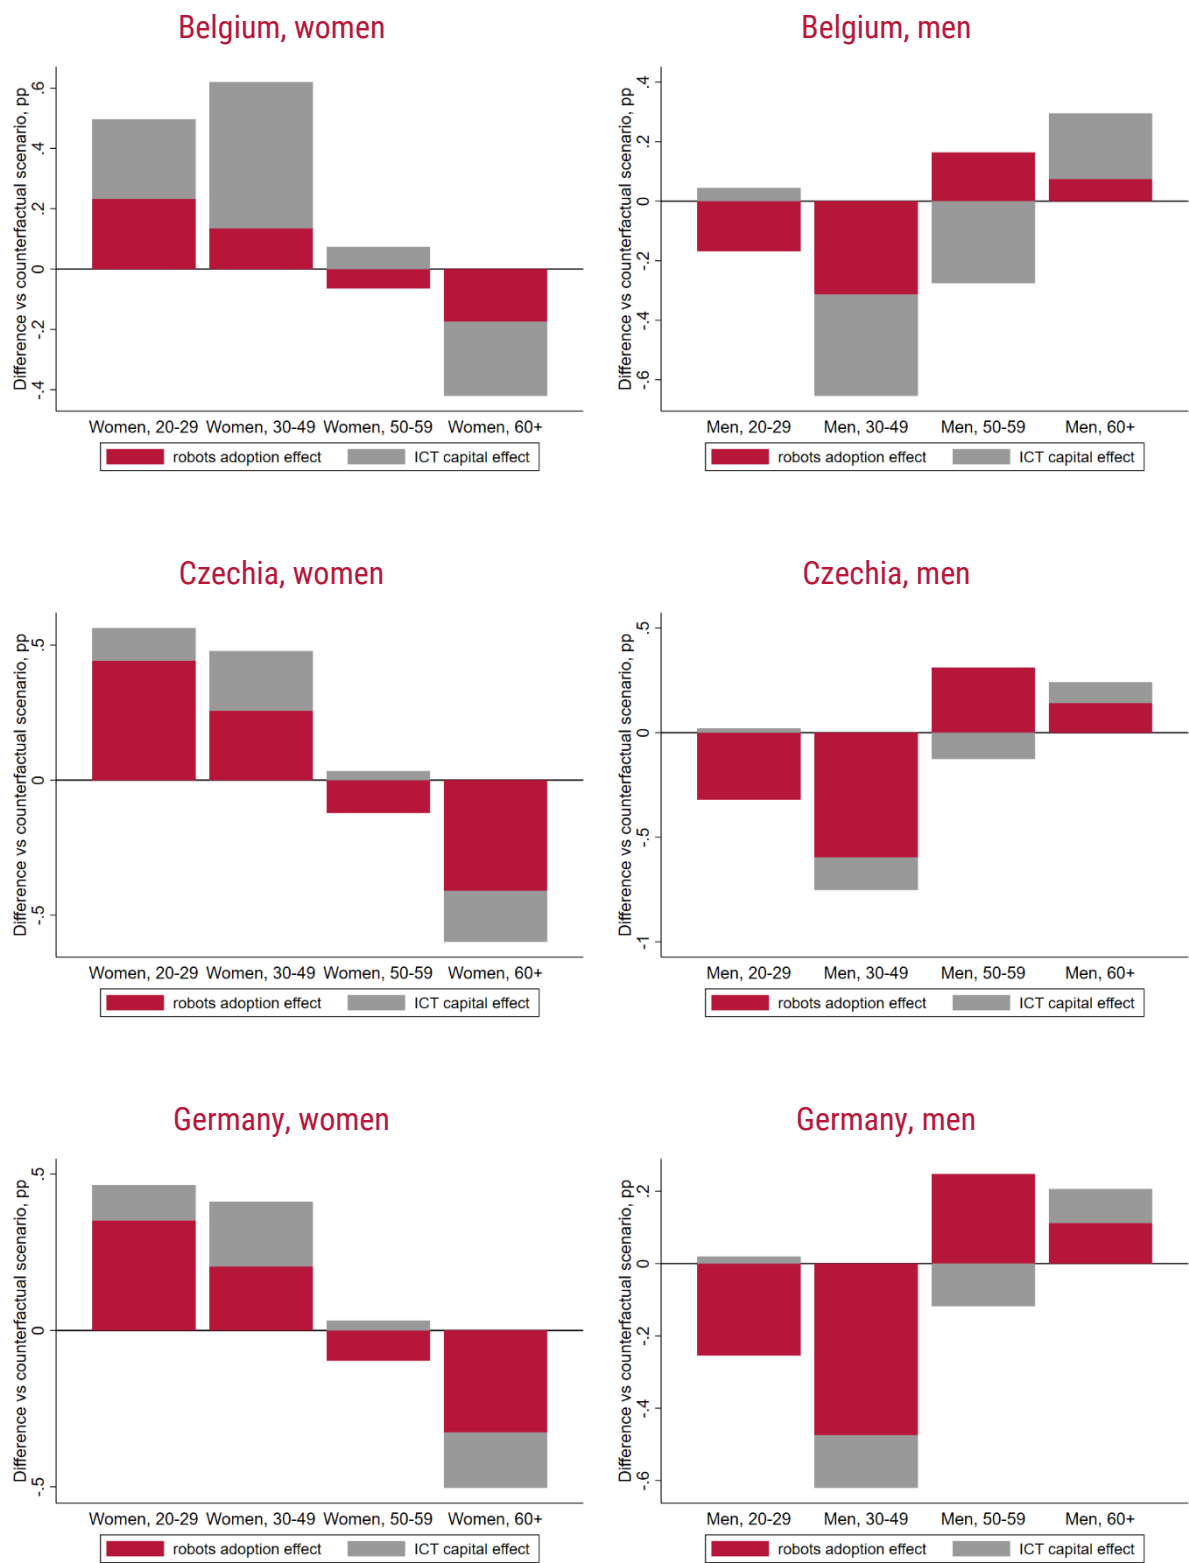 Belgium, women
Difference vs counterfactual scenario, pp
.6
.4
.2
0
-.2
-.4
Women, 20-29 Women, 30-49 Women, 50-59 Women, 60+
robots adoption effect ICT capital effect
Belgium, men
Difference vs counterfactual scenario, pp
.4
.2
0
-.2
-.4
-.6
Men, 20-29 Men, 30-49 Men, 50-59 Men, 60+
robots adoption effect ICT capital effect
Czechia, women
Difference vs counterfactual scenario, pp
.5
0
-.5
Women, 20-29 Women, 30-49 Women, 50-59 Women, 60+
robots adoption effect ICT capital effect
Czechia, men
Difference vs counterfactual scenario, pp
.5
0
-.5
-1
Men, 20-29 Men, 30-49 Men, 50-59 Men, 60+
robots adoption effect ICT capital effect
Germany, women
Difference vs counterfactual scenario, pp
.5
0
-.5
Women, 20-29 Women, 30-49 Women, 50-59 Women, 60+
robots adoption effect ICT capital effect
Germany, men
Difference vs counterfactual scenario, pp
.2
0
-.2
-.4
-.6
Men, 20-29 Men, 30-49 Men, 50-59 Men, 60+
robots adoption effect ICT capital effect